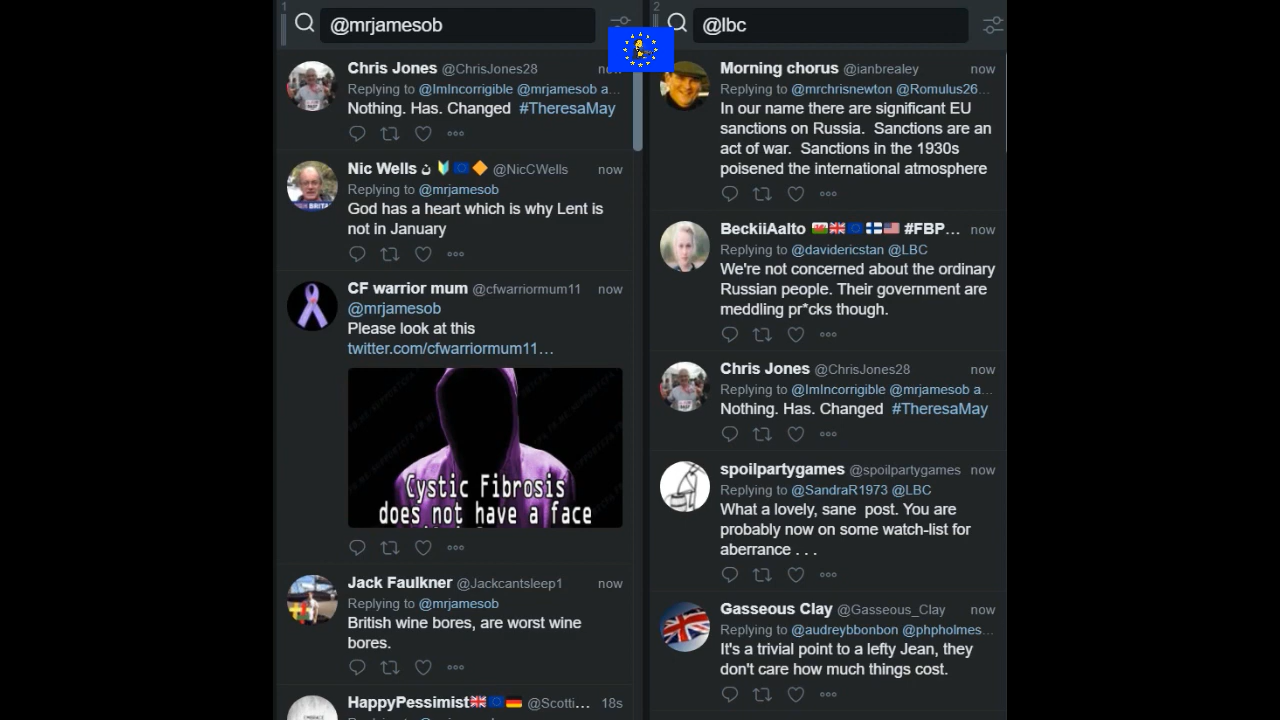 1
@mrjamesob
Chris Jones @ChrisJones28 now
Replying to @ImIncorrigible @mrjamesob a...
Nothing. Has. Changed #TheresaMay
Nic Wells ن @NicCWells now
Replying to @mrjamesob
God has a heart which is why Lent is
not in January
CF warrior mum @cfwarriormum11 now
@mrjamesob
Please look at this
twitter.com/cfwarriormum11…
Cystic Fibrosis
does not have a face
Jack Faulkner @Jackcantsleep1 now
Replying to @mrjamesob
British wine bores, are worst wine
bores.
HappyPessimist @Scotti... 18s
2
@lbc
Morning chorus @ianbrealey now
Replying to @mrchrisnewton @Romulus26...
In our name there are significant EU
sanctions on Russia. Sanctions are an
act of war. Sanctions in the 1930s
poisened the international atmosphere
BeckiiAalto #FBP... now
Replying to @davidericstan @LBC
We're not concerned about the ordinary
Russian people. Their government are
meddling pr*cks though.
Chris Jones @ChrisJones28 now
Replying to @ImIncorrigible @mrjamesob a...
Nothing. Has. Changed #TheresaMay
spoilpartygames @spoilpartygames now
Replying to @SandraR1973 @LBC
What a lovely, sane post. You are
probably now on some watch-list for
aberrance . . .
Gasseous Clay @Gasseous_Clay now
Replying to @audreybbonbon @phpholmes...
It's a trivial point to a lefty Jean, they
don't care how much things cost.